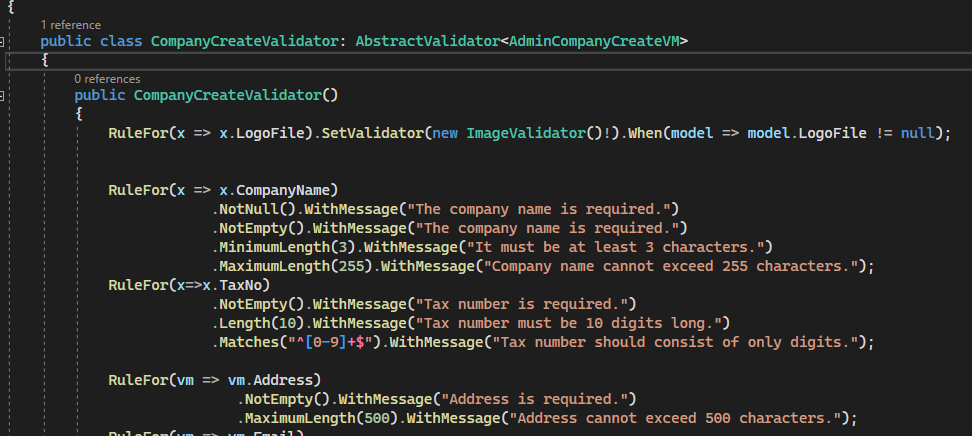 {
1 reference
public class CompanyCreateValidator: AbstractValidator<AdminCompanyCreateVM>
{
0 references
public CompanyCreateValidator()
{
RuleFor(x => x.LogoFile).SetValidator(new ImageValidator()!).When(model => model.LogoFile != null);
RuleFor(x => x.CompanyName)
.NotNull().WithMessage("The company name is required.")
.NotEmpty().WithMessage("The company name is required.")
.MinimumLength(3).WithMessage("It must be at least 3 characters.")
.MaximumLength(255).WithMessage("Company name cannot exceed 255 characters.");
RuleFor(x=>x.TaxNo)
.NotEmpty().WithMessage("Tax number is required.")
.Length(10).WithMessage("Tax number must be 10 digits long.")
.Matches("^[0-9]+$").WithMessage("Tax number should consist of only digits.");
RuleFor(vm => vm.Address)
.NotEmpty().WithMessage("Address is required.")
.MaximumLength(500).WithMessage("Address cannot exceed 500 characters.");
RuleFor(vm => vm.Email)